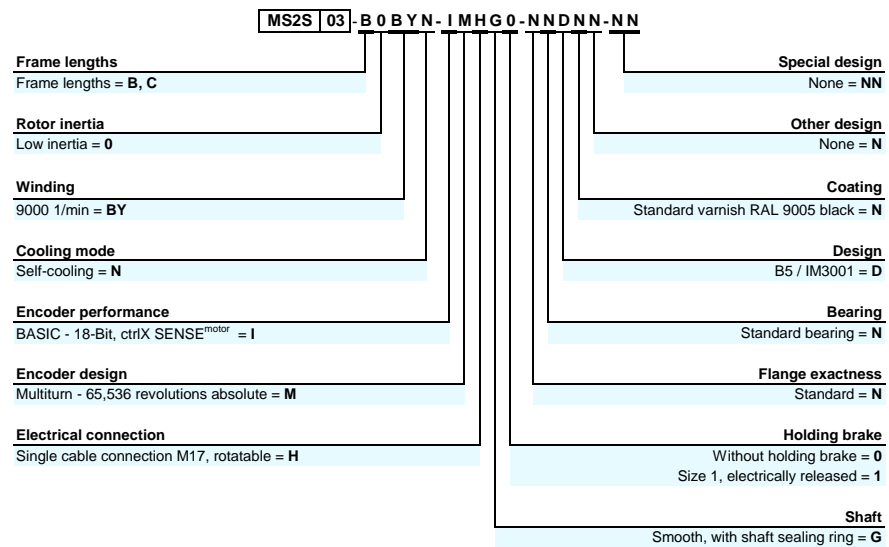 MS2S 03 - B 0 B Y N - I M H G 0 - N N D N N - N N
Frame lengths
Frame lengths = B, C
Rotor inertia
Low inertia = 0
Winding
9000 1/min = BY
Cooling mode
Self-cooling = N
Encoder performance
BASIC - 18-Bit, ctrlX SENSEmotor = I
Encoder design
Multiturn - 65,536 revolutions absolute = M
Electrical connection
Single cable connection M17, rotatable = H
Special design
None = NN
Other design
None = N
Coating
Standard varnish RAL 9005 black = N
Design
B5 / IM3001 = D
Bearing
Standard bearing = N
Flange exactness
Standard = N
Holding brake
Without holding brake = 0
Size 1, electrically released = 1
Shaft
Smooth, with shaft sealing ring = G